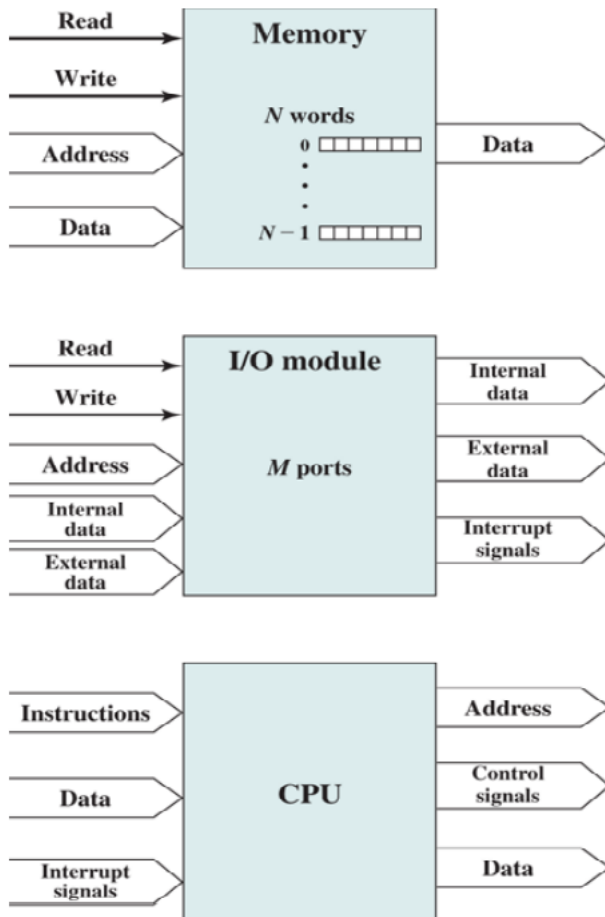 Read
Write
Address
Data
Memory
N words
0
N − 1
Data
Read
Write
Address
Internal
data
External
data
I/O module
M ports
Internal
data
External
data
Interrupt
signals
Instructions
Data
Interrupt
signals
CPU
Address
Control
signals
Data